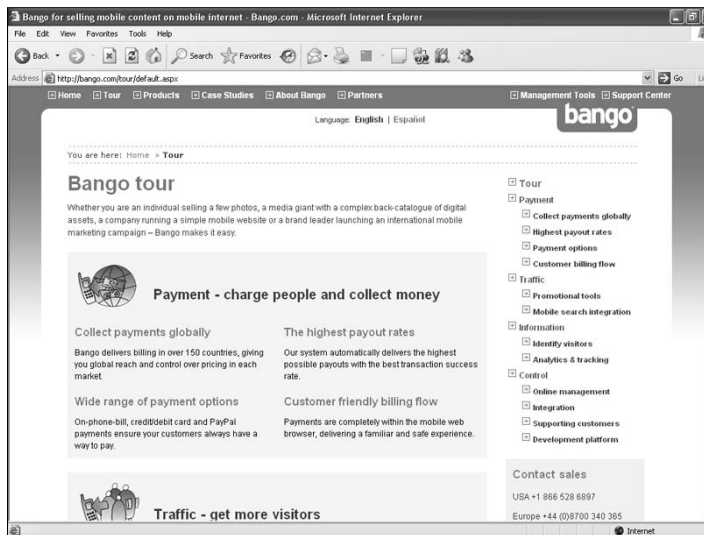 Bango for selling mobile content on mobile internet - Bango.com - Microsoft Internet Explorer
File Edit View Favorites Tools Help
Back Search Favorites
Address http://bango.com/tour/default.aspx Go
Home Tour Products Case Studies About Bango Partners Management Tools Support Center
Language: English | Español
bango
You are here: Home » Tour
Bango tour
Whether you are an individual selling a few photos, a media giant with a complex back-catalogue of digital
assets, a company running a simple mobile website or a brand leader launching an international mobile
marketing campaign – Bango makes it easy.
Payment - charge people and collect money
Collect payments globally
Bango delivers billing in over 150 countries, giving
you global reach and control over pricing in each
market.
The highest payout rates
Our system automatically delivers the highest
possible payouts with the best transaction success
rate.
Wide range of payment options
On-phone-bill, credit/debit card and PayPal
payments ensure your customers always have a
way to pay.
Customer friendly billing flow
Payments are completely within the mobile web
browser, delivering a familiar and safe experience.
Traffic - get more visitors
Tour
Payment
Collect payments globally
Highest payout rates
Payment options
Customer billing flow
Traffic
Promotional tools
Mobile search integration
Information
Identify visitors
Analytics & tracking
Control
Online management
Integration
Supporting customers
Development platform
Contact sales
USA +1 866 528 6897
Europe +44 (0)8700 340 365
Internet